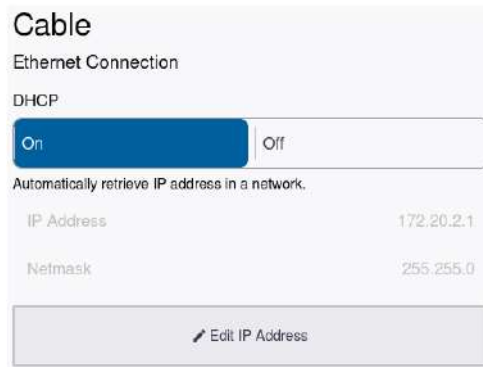 Cable
Ethernet Connection
DHCP
On Off
Automatically retrieve IP address in a network.
IP Address 172.20.2.1
Netmask 255.255.0
Edit IP Address